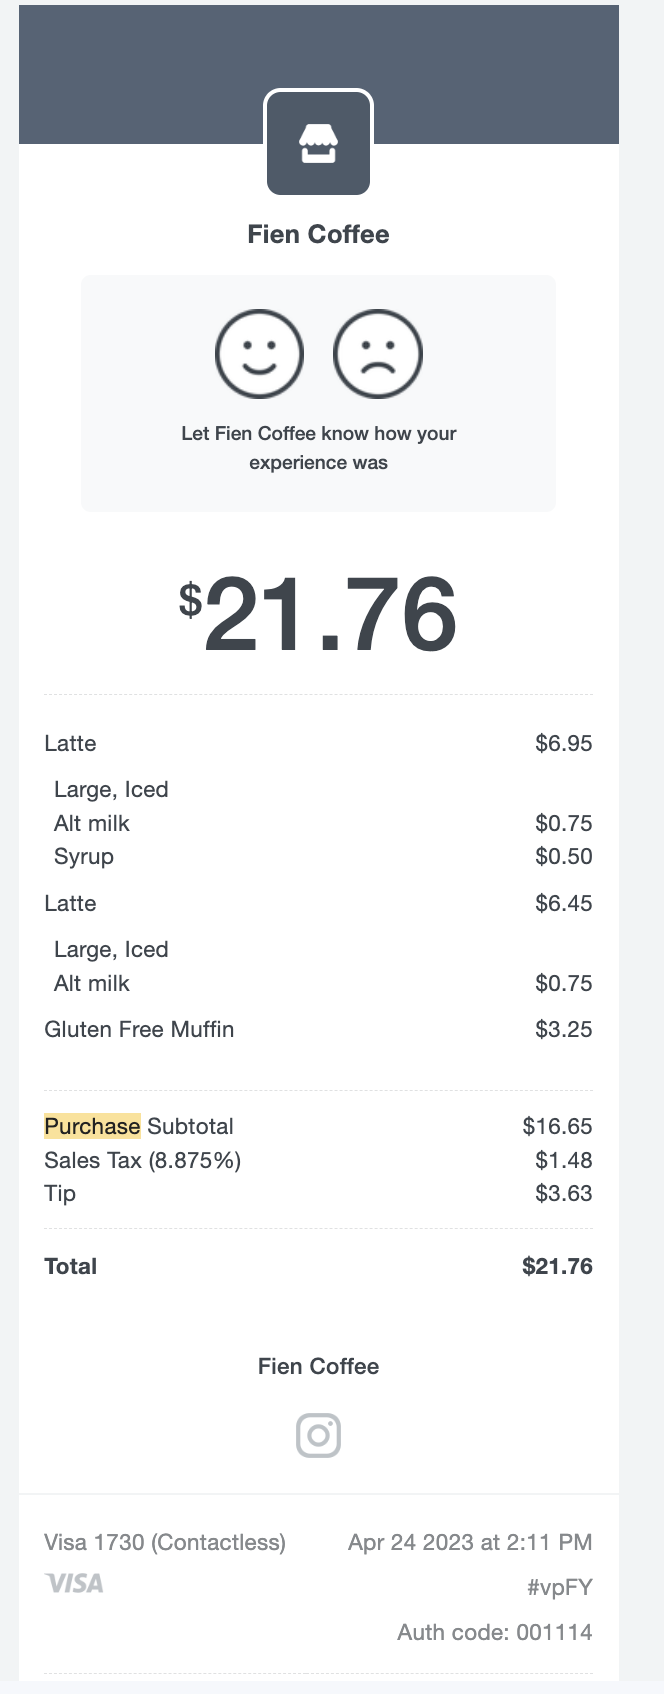 Fien Coffee
Let Fien Coffee know how your
experience was
$21.76
Latte $6.95
Large, Iced
Alt milk $0.75
Syrup $0.50
Latte $6.45
Large, Iced
Alt milk $0.75
Gluten Free Muffin $3.25
Purchase Subtotal $16.65
Sales Tax (8.875%) $1.48
Tip $3.63
Total $21.76
Fien Coffee
Visa 1730 (Contactless) Apr 24 2023 at 2:11 PM
VISA #vpFY
Auth code: 001114